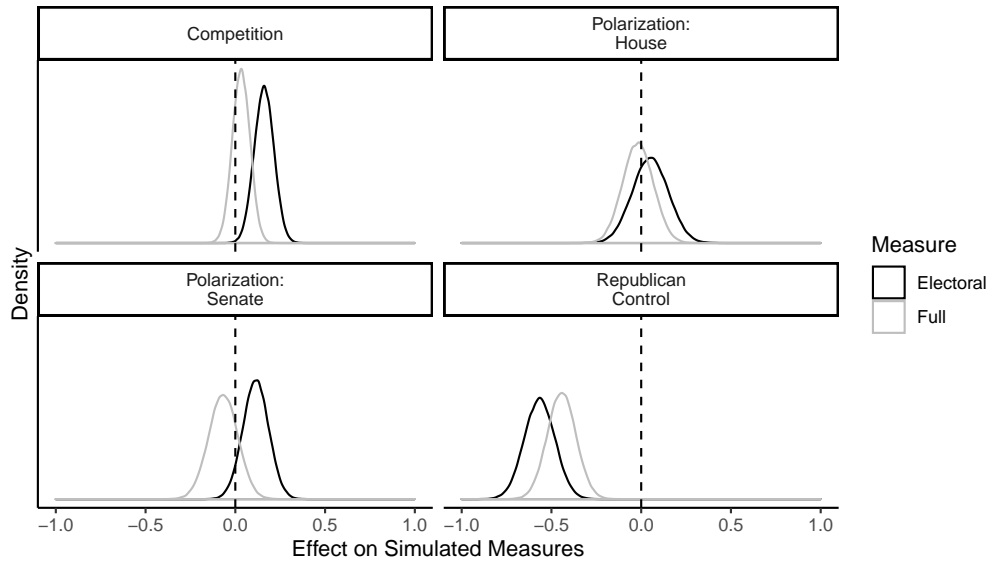 Competition
Polarization:
House
Polarization:
Senate
Republican
Control
Density
−1.0 −0.5 0.0 0.5 1.0
−1.0 −0.5 0.0 0.5 1.0
Effect on Simulated Measures
Measure
Electoral
Full